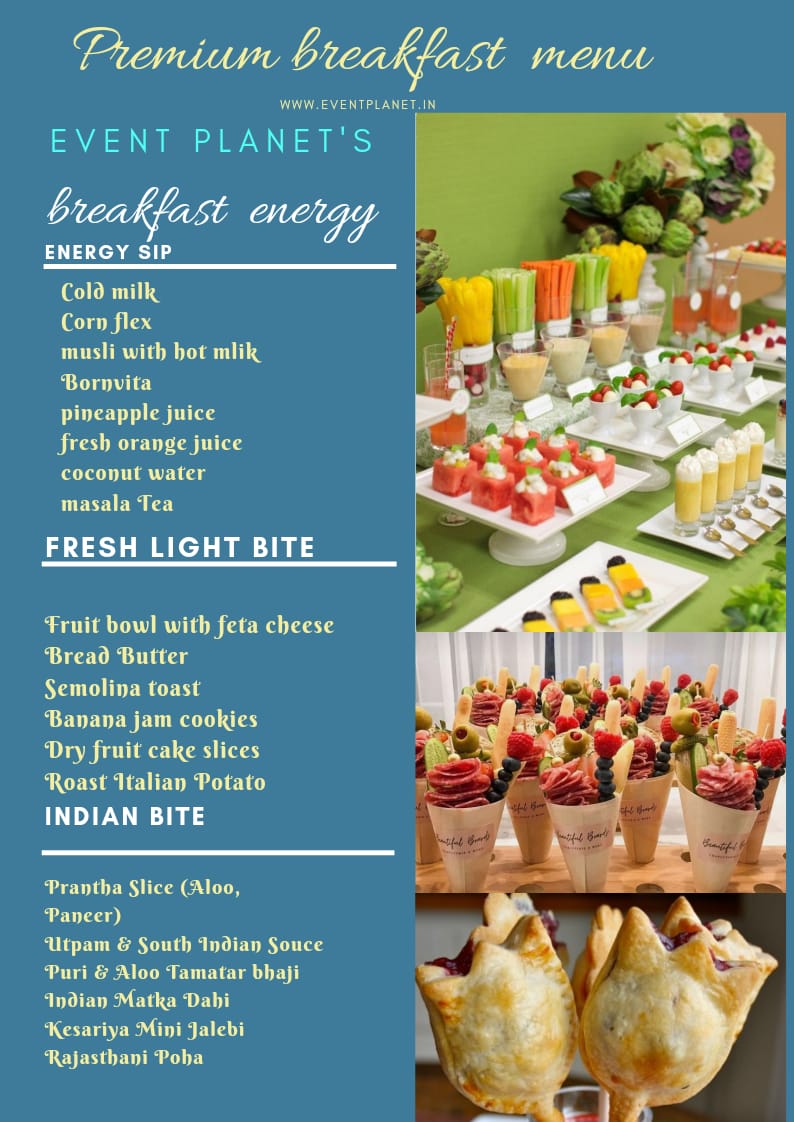 Premium breakfast menu
WWW.EVENTPLANET.IN
EVENT PLANET'S
breakfast energy
ENERGY SIP
Cold milk
Corn flex
musli with hot mlik
Bornvita
pineapple juice
fresh orange juice
coconut water
masala Tea
FRESH LIGHT BITE
Fruit bowl with feta cheese
Bread Butter
Semolina toast
Banana jam cookies
Dry fruit cake slices
Roast Italian Potato
INDIAN BITE
Prantha Slice (Aloo,
Paneer)
Utpam & South Indian Souce
Puri & Aloo Tamatar bhaji
Indian Matka Dahi
Kesariya Mini Jalebi
Rajasthani Poha
Beautiful Boards
Beautiful Boards
Beautiful Boards